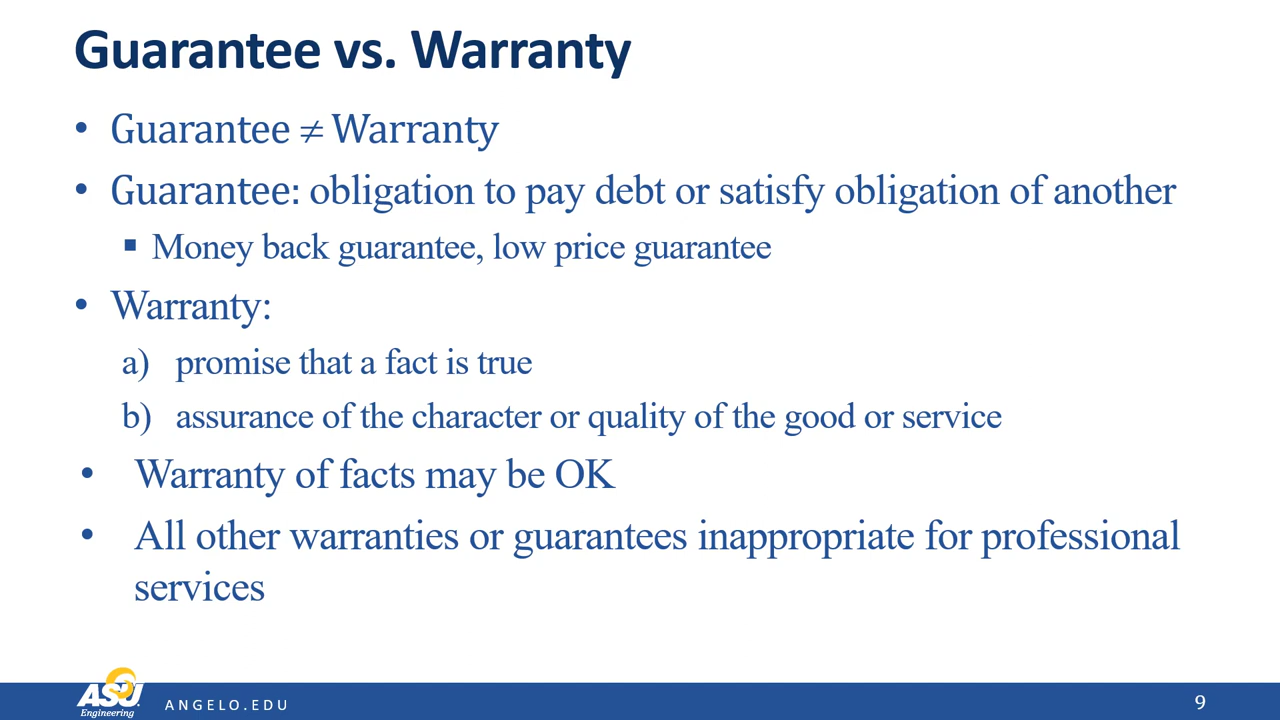 Guarantee vs. Warranty
• Guarantee ≠ Warranty
• Guarantee: obligation to pay debt or satisfy obligation of another
▪ Money back guarantee, low price guarantee
• Warranty:
a) promise that a fact is true
b) assurance of the character or quality of the good or service
• Warranty of facts may be OK
• All other warranties or guarantees inappropriate for professional
services
ASU
Engineering
ANGELO.EDU
9